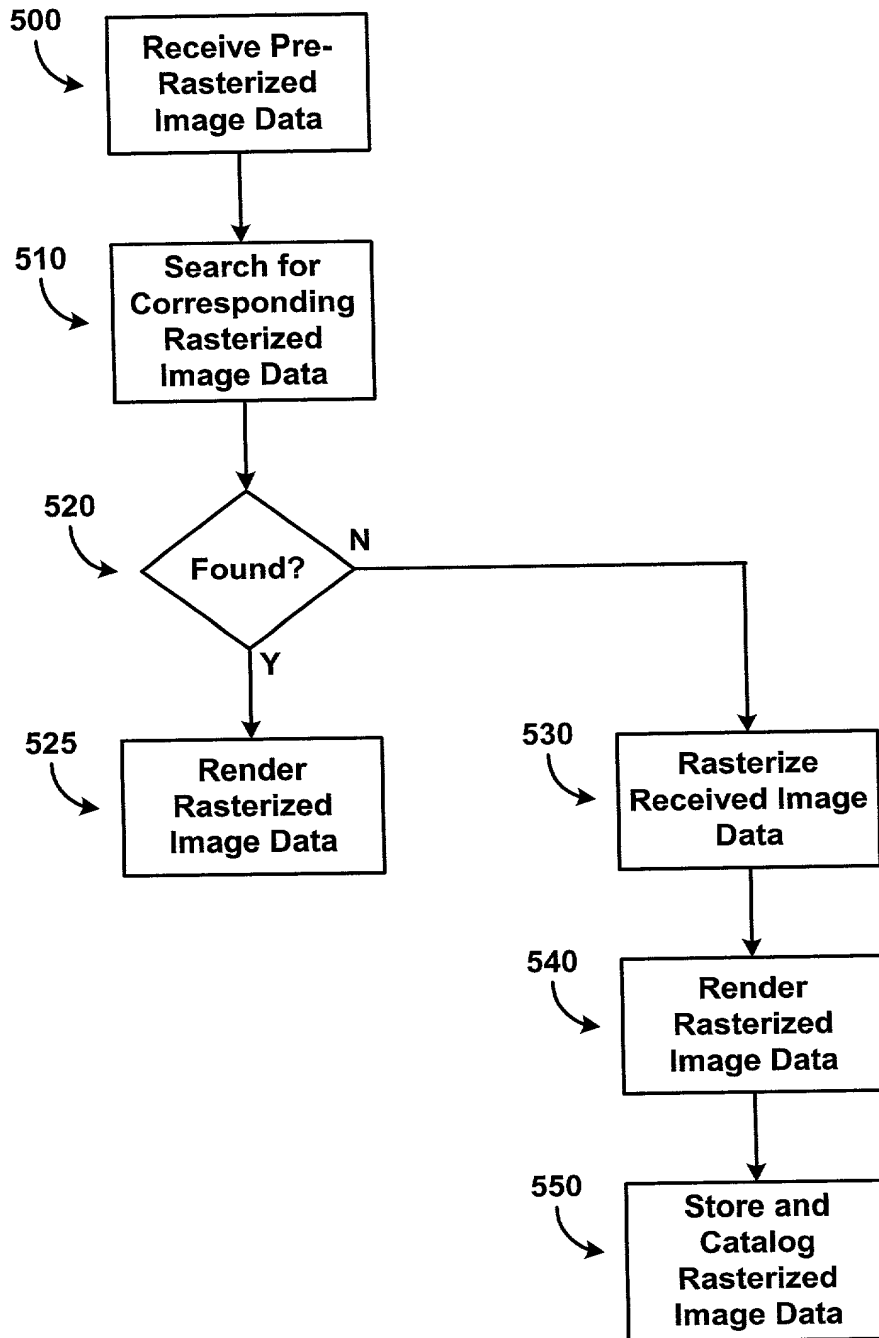 500
Receive Pre-
Rasterized
Image Data
510
Search for
Corresponding
Rasterized
Image Data
520
Found?
N
Y
525
Render
Rasterized
Image Data
530
Rasterize
Received Image
Data
540
Render
Rasterized
Image Data
550
Store and
Catalog
Rasterized
Image Data